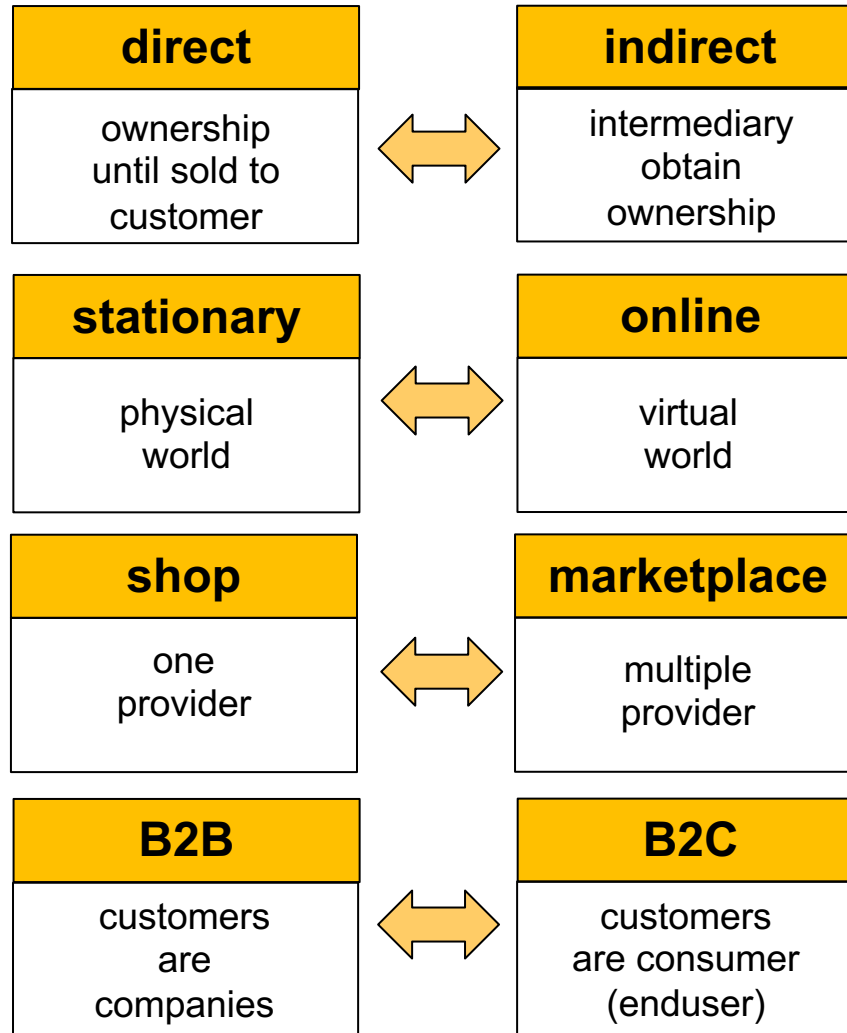 direct
ownership
until sold to
customer
indirect
intermediary
obtain
ownership
stationary
physical
world
online
virtual
world
shop
one
provider
marketplace
multiple
provider
B2B
customers
are
companies
B2C
customers
are consumer
(enduser)